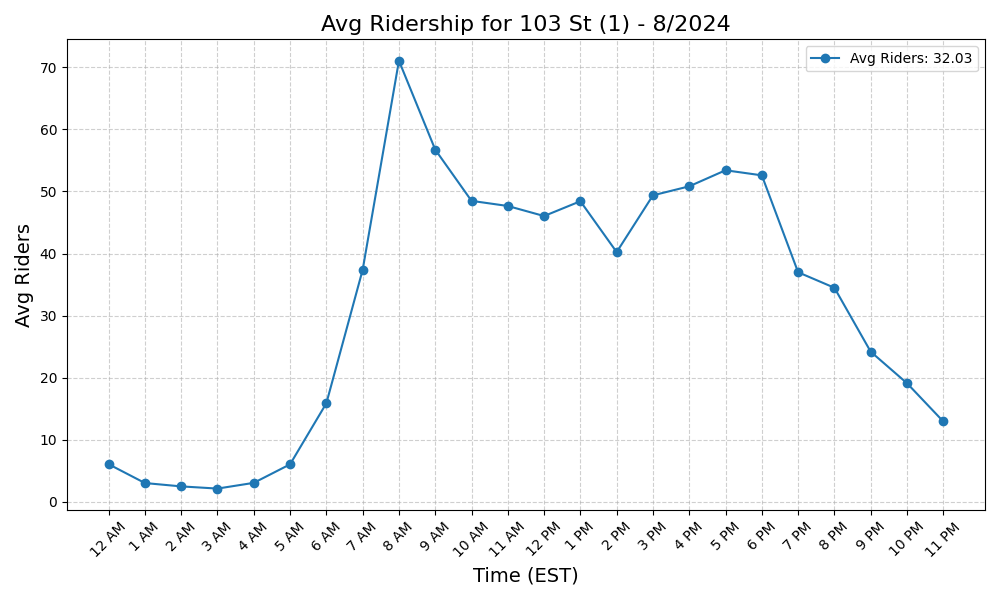 Avg Ridership for 103 St (1) - 8/2024
Avg Riders: 32.03
Avg Riders
70
60
50
40
30
20
10
0
12 AM
1 AM
2 AM
3 AM
4 AM
5 AM
6 AM
7 AM
8 AM
9 AM
10 AM
11 AM
12 PM
1 PM
2 PM
3 PM
4 PM
5 PM
6 PM
7 PM
8 PM
9 PM
10 PM
11 PM
Time (EST)